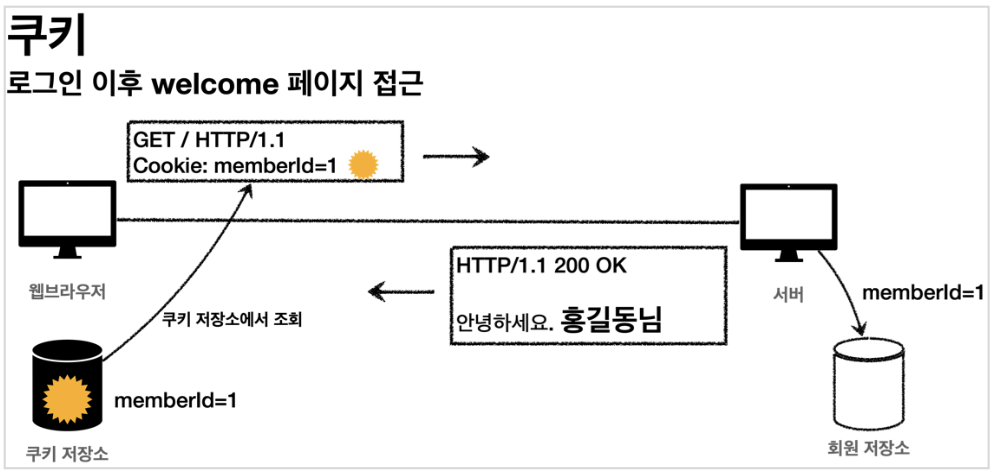 쿠키
로그인 이후 welcome 페이지 접근
GET / HTTP/1.1
Cookie: memberId=1
HTTP/1.1 200 OK
안녕하세요. 홍길동님
웹브라우저
서버
memberId=1
쿠키 저장소에서 조회
memberId=1
쿠키 저장소
회원 저장소